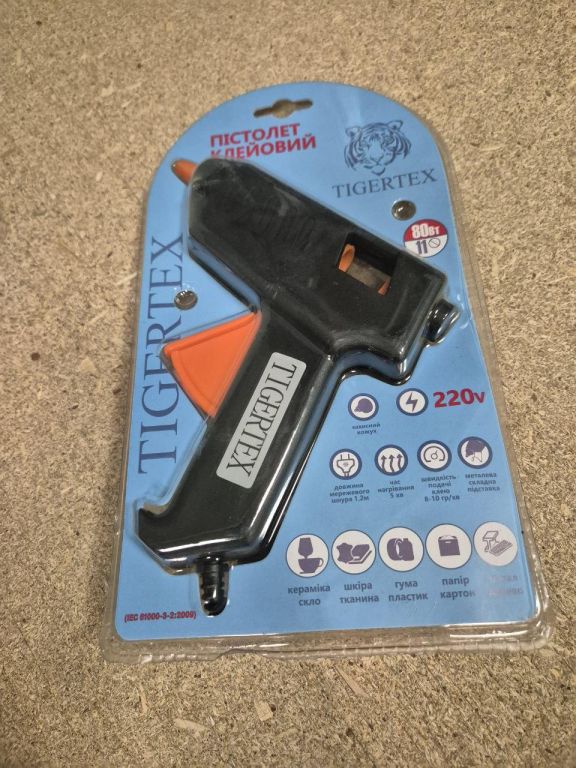 ПІСТОЛЕТ
КЛЕЙОВИЙ
TIGERTEX
80Вт
11
TIGERTEX
TIGERTEX
220v
захисний
кожух
довжина
мережевого
шнура 1,2м
час
нагрівання
5 хв
швидкість
подачі
клею
8-10 гр/хв
металева
складна
підставка
кераміка
скло
шкіра
тканина
гума
пластик
папір
картон
(IEC 61000-3-2:2009)